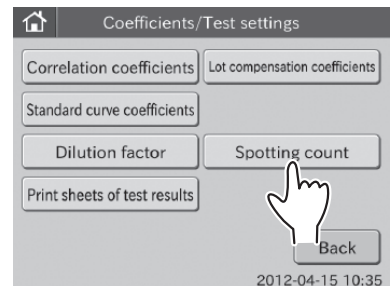 Coefficients/Test settings
Correlation coefficients Lot compensation coefficients
Standard curve coefficients
Dilution factor Spotting count
Print sheets of test results
Back
2012-04-15 10:35